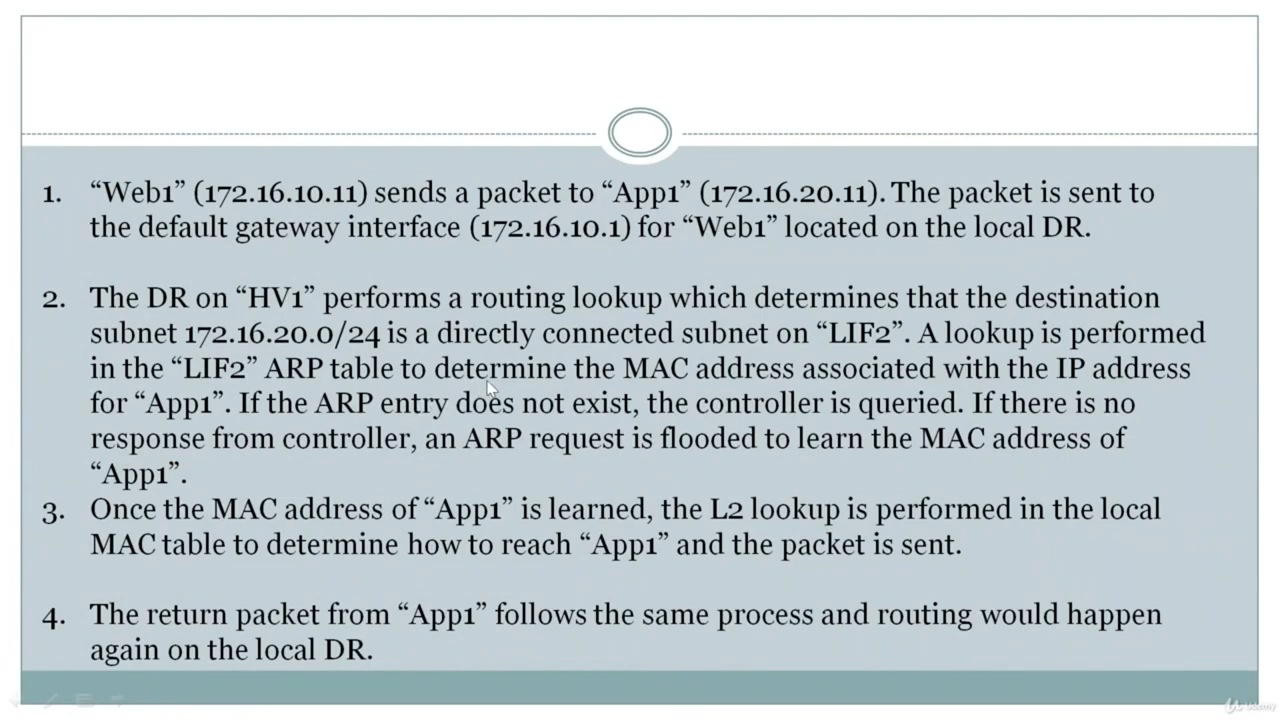 1. “Web1” (172.16.10.11) sends a packet to “App1” (172.16.20.11). The packet is sent to
the default gateway interface (172.16.10.1) for “Web1” located on the local DR.
2. The DR on “HV1” performs a routing lookup which determines that the destination
subnet 172.16.20.0/24 is a directly connected subnet on “LIF2”. A lookup is performed
in the “LIF2” ARP table to determine the MAC address associated with the IP address
for “App1”. If the ARP entry does not exist, the controller is queried. If there is no
response from controller, an ARP request is flooded to learn the MAC address of
“App1”.
3. Once the MAC address of “App1” is learned, the L2 lookup is performed in the local
MAC table to determine how to reach “App1” and the packet is sent.
4. The return packet from “App1” follows the same process and routing would happen
again on the local DR.
Udemy